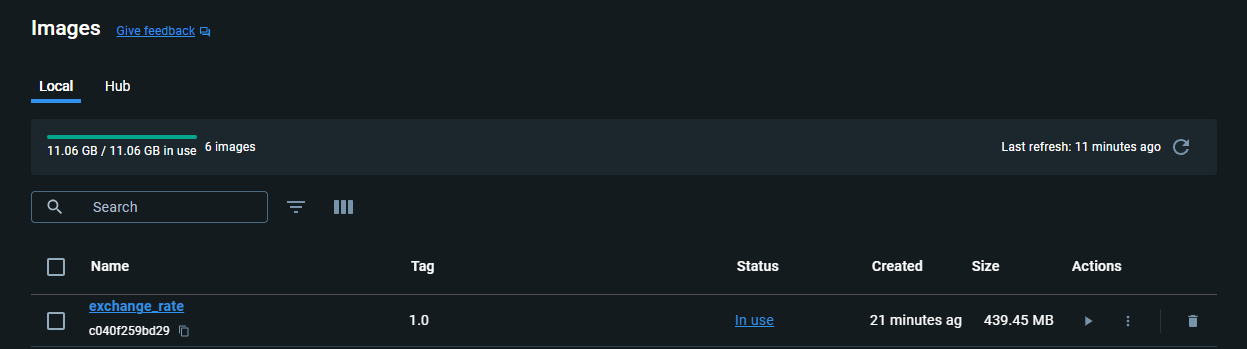 Images Give feedback
Local Hub
11.06 GB / 11.06 GB in use 6 images Last refresh: 11 minutes ago
Search
Name Tag Status Created Size Actions
exchange_rate
c040f259bd29 1.0 In use 21 minutes ag 439.45 MB